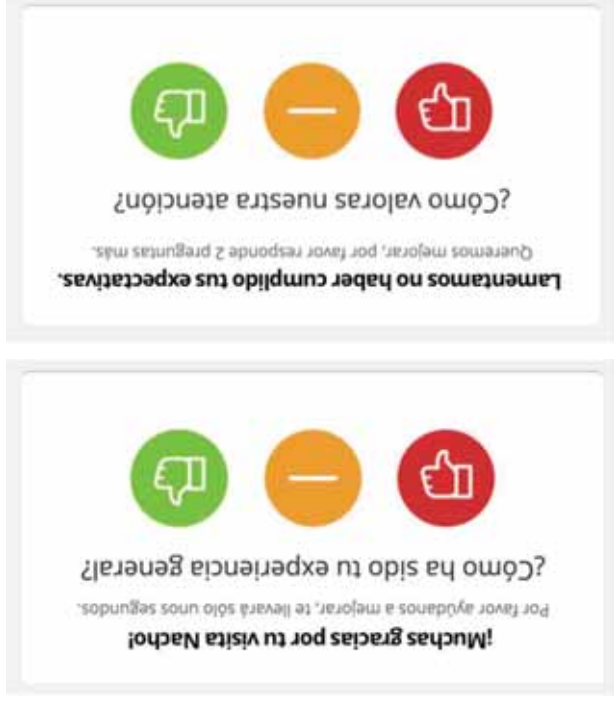 ¡Muchas gracias por tu visita Nacho!
Por favor ayúdanos a mejorar, te llevará sólo unos segundos.
¿Cómo ha sido tu experiencia general?
Lamentamos no haber cumplido tus expectativas.
Queremos mejorar, por favor responde 2 preguntas más.
¿Cómo valoras nuestra atención?